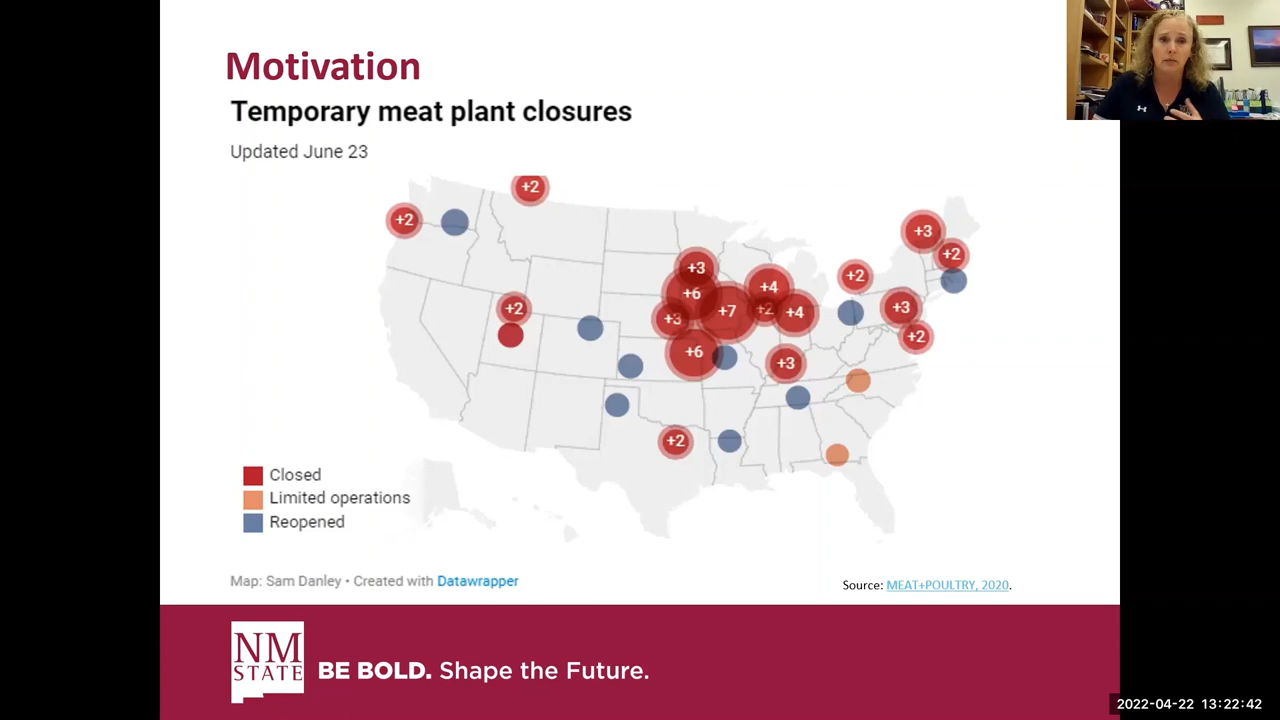 Motivation
Temporary meat plant closures
Updated June 23
+2
+2
+3
+2
+3
+2
+6
+4
+2
+3
+7
+2
+4
+3
+2
+6
+3
+2
Closed
Limited operations
Reopened
Map: Sam Danley • Created with Datawrapper
Source: MEAT+POULTRY, 2020.
NM
STATE
BE BOLD. Shape the Future.
2022-04-22 13:22:42